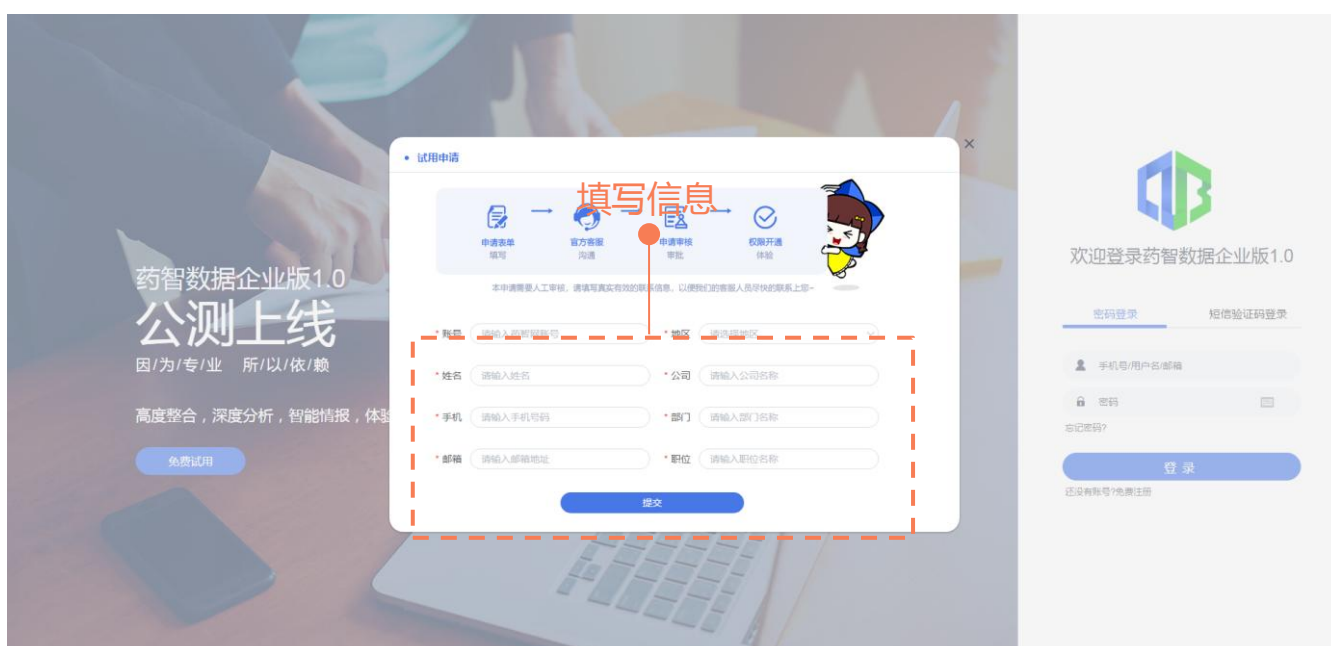 试用申请
填写信息
申请表单
填写
官方客服
沟通
申请审核
审批
权限开通
体验
本申请需要人工审核，请填写真实有效的联系信息，以便我们的客服人员尽快的联系上您~
* 账号 请输入药智网账号 * 地区 请选择地区
* 姓名 请输入姓名 * 公司 请输入公司名称
* 手机 请输入手机号码 * 部门 请输入部门名称
* 邮箱 请输入邮箱地址 * 职位 请输入职位名称
提交
药智数据企业版1.0
公测上线
因/为/专/业 所/以/依/赖
高度整合，深度分析，智能情报，体验
免费试用
欢迎登录药智数据企业版1.0
密码登录 短信验证码登录
手机号/用户名/邮箱
密码
忘记密码?
登 录
还没有账号?免费注册